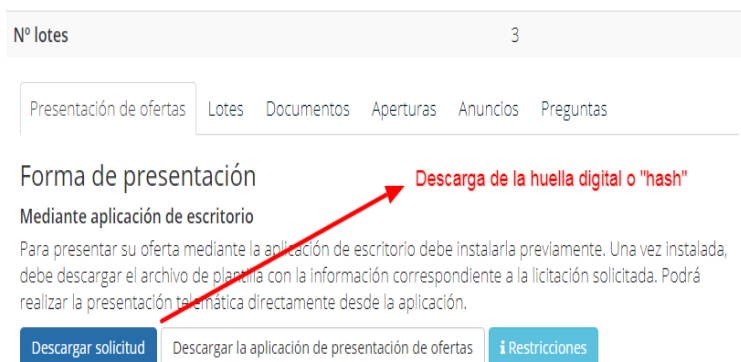 Nº lotes 3
Presentación de ofertas Lotes Documentos Aperturas Anuncios Preguntas
Forma de presentación
Descarga de la huella digital o "hash"
Mediante aplicación de escritorio
Para presentar su oferta mediante la aplicación de escritorio debe instalarla previamente. Una vez instalada,
debe descargar el archivo de plantilla con la información correspondiente a la licitación solicitada. Podrá
realizar la presentación telemática directamente desde la aplicación.
Descargar solicitud Descargar la aplicación de presentación de ofertas i Restricciones